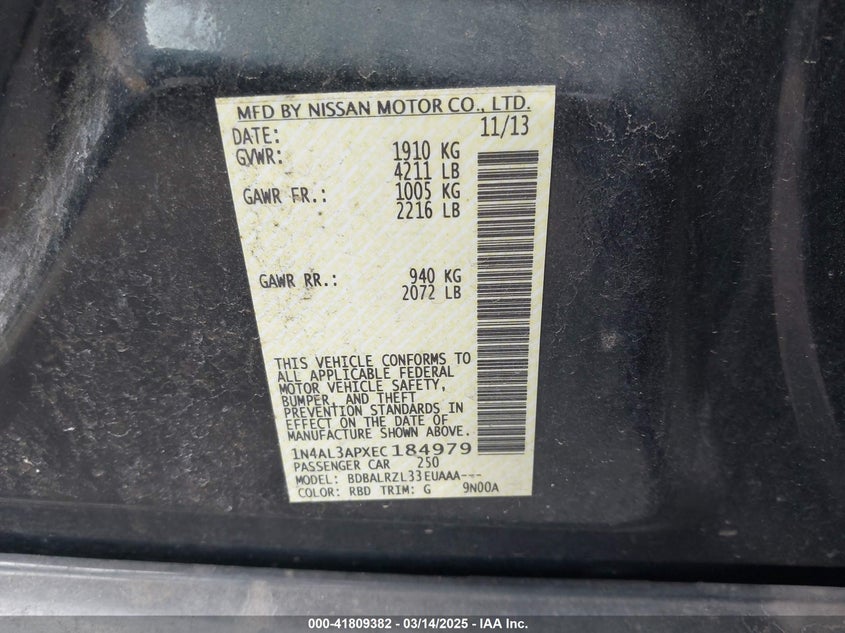 MFD BY NISSAN MOTOR CO., LTD.
DATE: 11/13
GVWR: 1910 KG
4211 LB
GAWR FR.: 1005 KG
2216 LB
GAWR RR.: 940 KG
2072 LB
THIS VEHICLE CONFORMS TO
ALL APPLICABLE FEDERAL
MOTOR VEHICLE SAFETY,
BUMPER, AND THEFT
PREVENTION STANDARDS IN
EFFECT ON THE DATE OF
MANUFACTURE SHOWN ABOVE.
1N4AL3APXEC184979
PASSENGER CAR 250
MODEL: BDBALRZL33EUAAA---
COLOR: RBD TRIM: G 9N00A
000-41809382 - 03/14/2025 - IAA Inc.